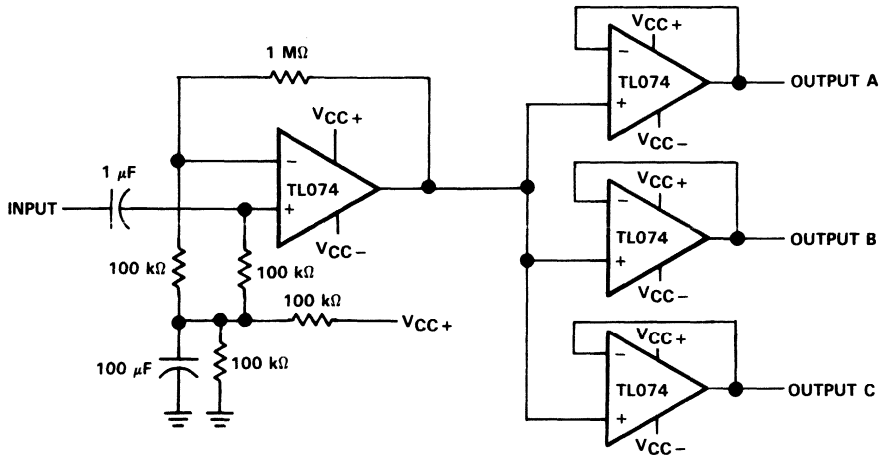 1 MΩ
VCC+
−
TL074
+
VCC−
1 μF
INPUT
100 kΩ
100 kΩ
100 kΩ
VCC+
100 μF
100 kΩ
VCC+
−
TL074
+
VCC−
OUTPUT A
VCC+
−
TL074
+
VCC−
OUTPUT B
VCC+
−
TL074
+
VCC−
OUTPUT C